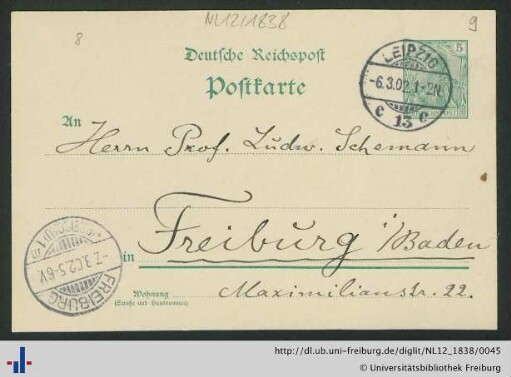 NL12/1838
8
9
Deutsche Reichspost
Postkarte
5
LEIPZIG
-6.3.02.1-2N.
c 13 c
An
Herrn Prof. Ludw. Schemann
in Freiburg i/Baden
FREIBURG
-7.3.02.5-6V.
Wohnung
(Straße und Hausnummer)
Maximilianstr. 22.
http://dl.ub.uni-freiburg.de/diglit/NL12_1838/0045
© Universitätsbibliothek Freiburg